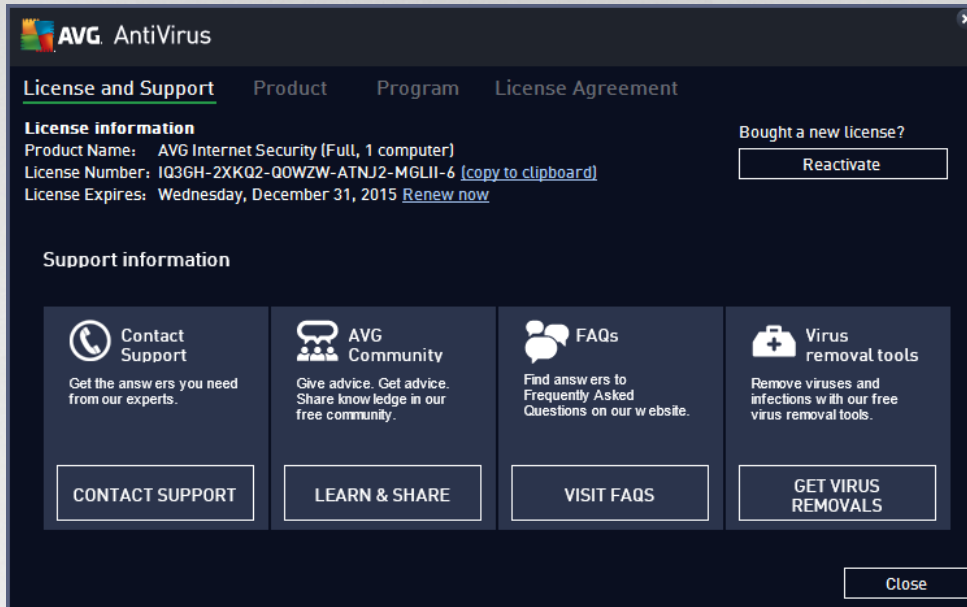 AVG. AntiVirus
License and Support Product Program License Agreement
License information
Product Name: AVG Internet Security (Full, 1 computer)
License Number: IQ3GH-2XKQ2-QOWZW-ATNJ2-MGLII-6 (copy to clipboard)
License Expires: Wednesday, December 31, 2015 Renew now
Bought a new license?
Reactivate
Support information
Contact
Support
Get the answers you need
from our experts.
CONTACT SUPPORT
AVG
Community
Give advice. Get advice.
Share knowledge in our
free community.
LEARN & SHARE
FAQs
Find answers to
Frequently Asked
Questions on our website.
VISIT FAQS
Virus
removal tools
Remove viruses and
infections with our free
virus removal tools.
GET VIRUS
REMOVALS
Close